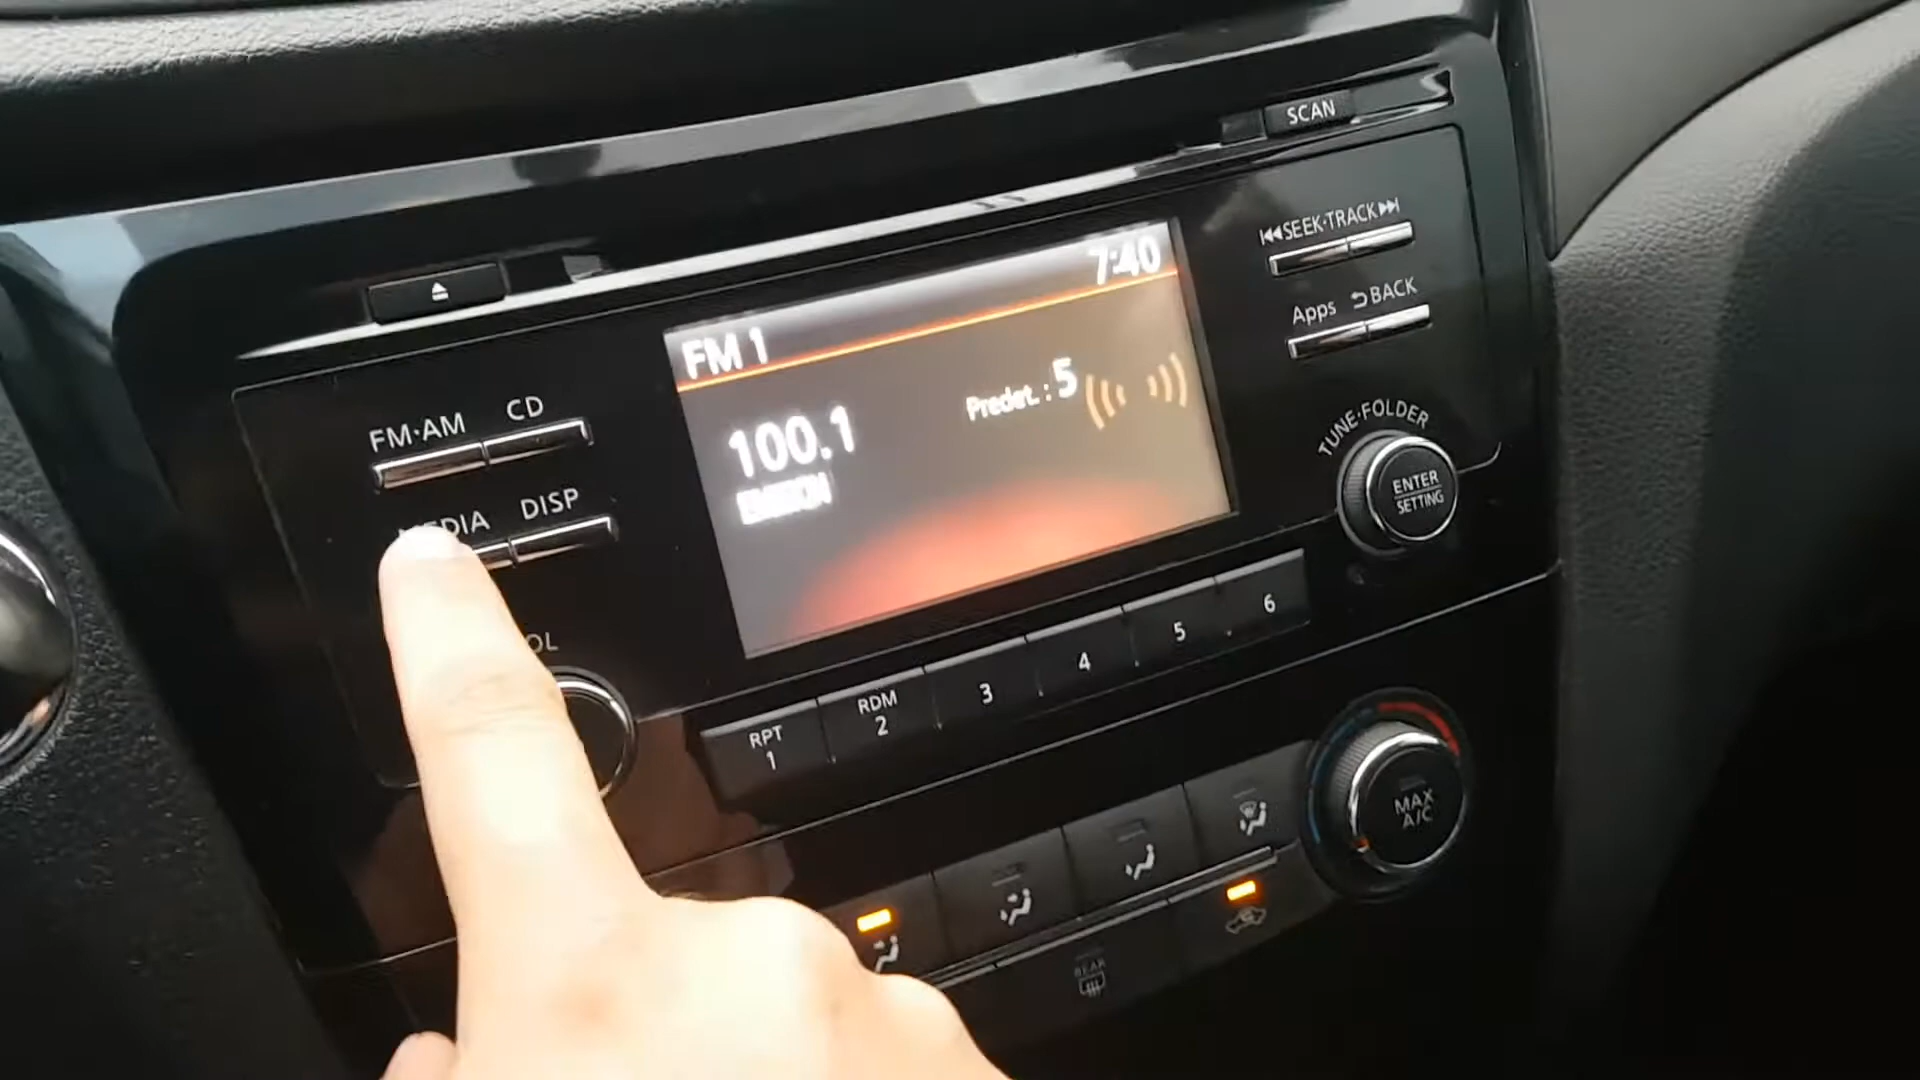 SCAN
SEEK·TRACK
Apps BACK
TUNE·FOLDER
ENTER
SETTING
FM·AM CD
DISP
7:40
FM 1
100.1
Predet. : 5
RPT
1
RDM
2
3
4
5
6
MAX
A/C
REAR